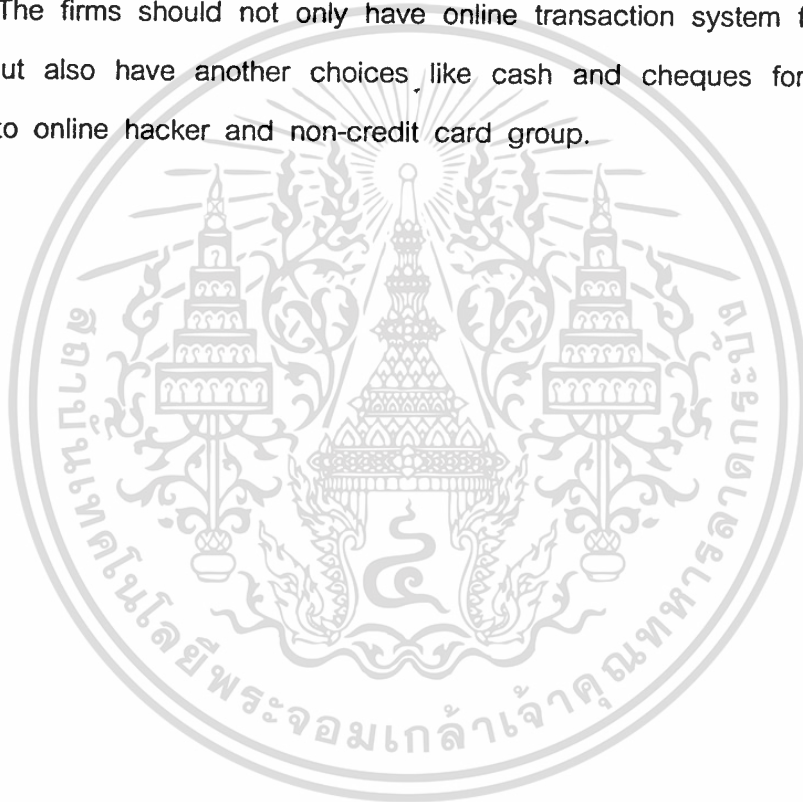 The firms should not only have online transaction system
also have another choices like cash and cheques for
to online hacker and non-credit card group.
สถาบันเทคโนโลยีพระจอมเกล้าเจ้าคุณทหารลาดกระบัง
๔